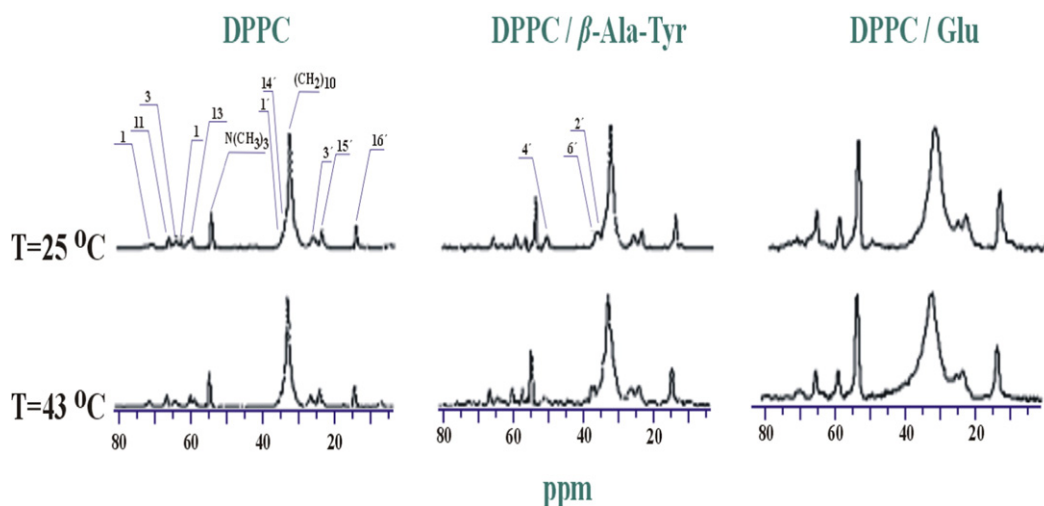 DPPC
DPPC / β-Ala-Tyr
DPPC / Glu
1
11
3
1
13
N(CH3)3
1´
14´
(CH2)10
3´
15´
16´
4´
6´
2´
T=25 ⁰C
T=43 ⁰C
80 60 40 20
80 60 40 20
80 60 40 20
ppm